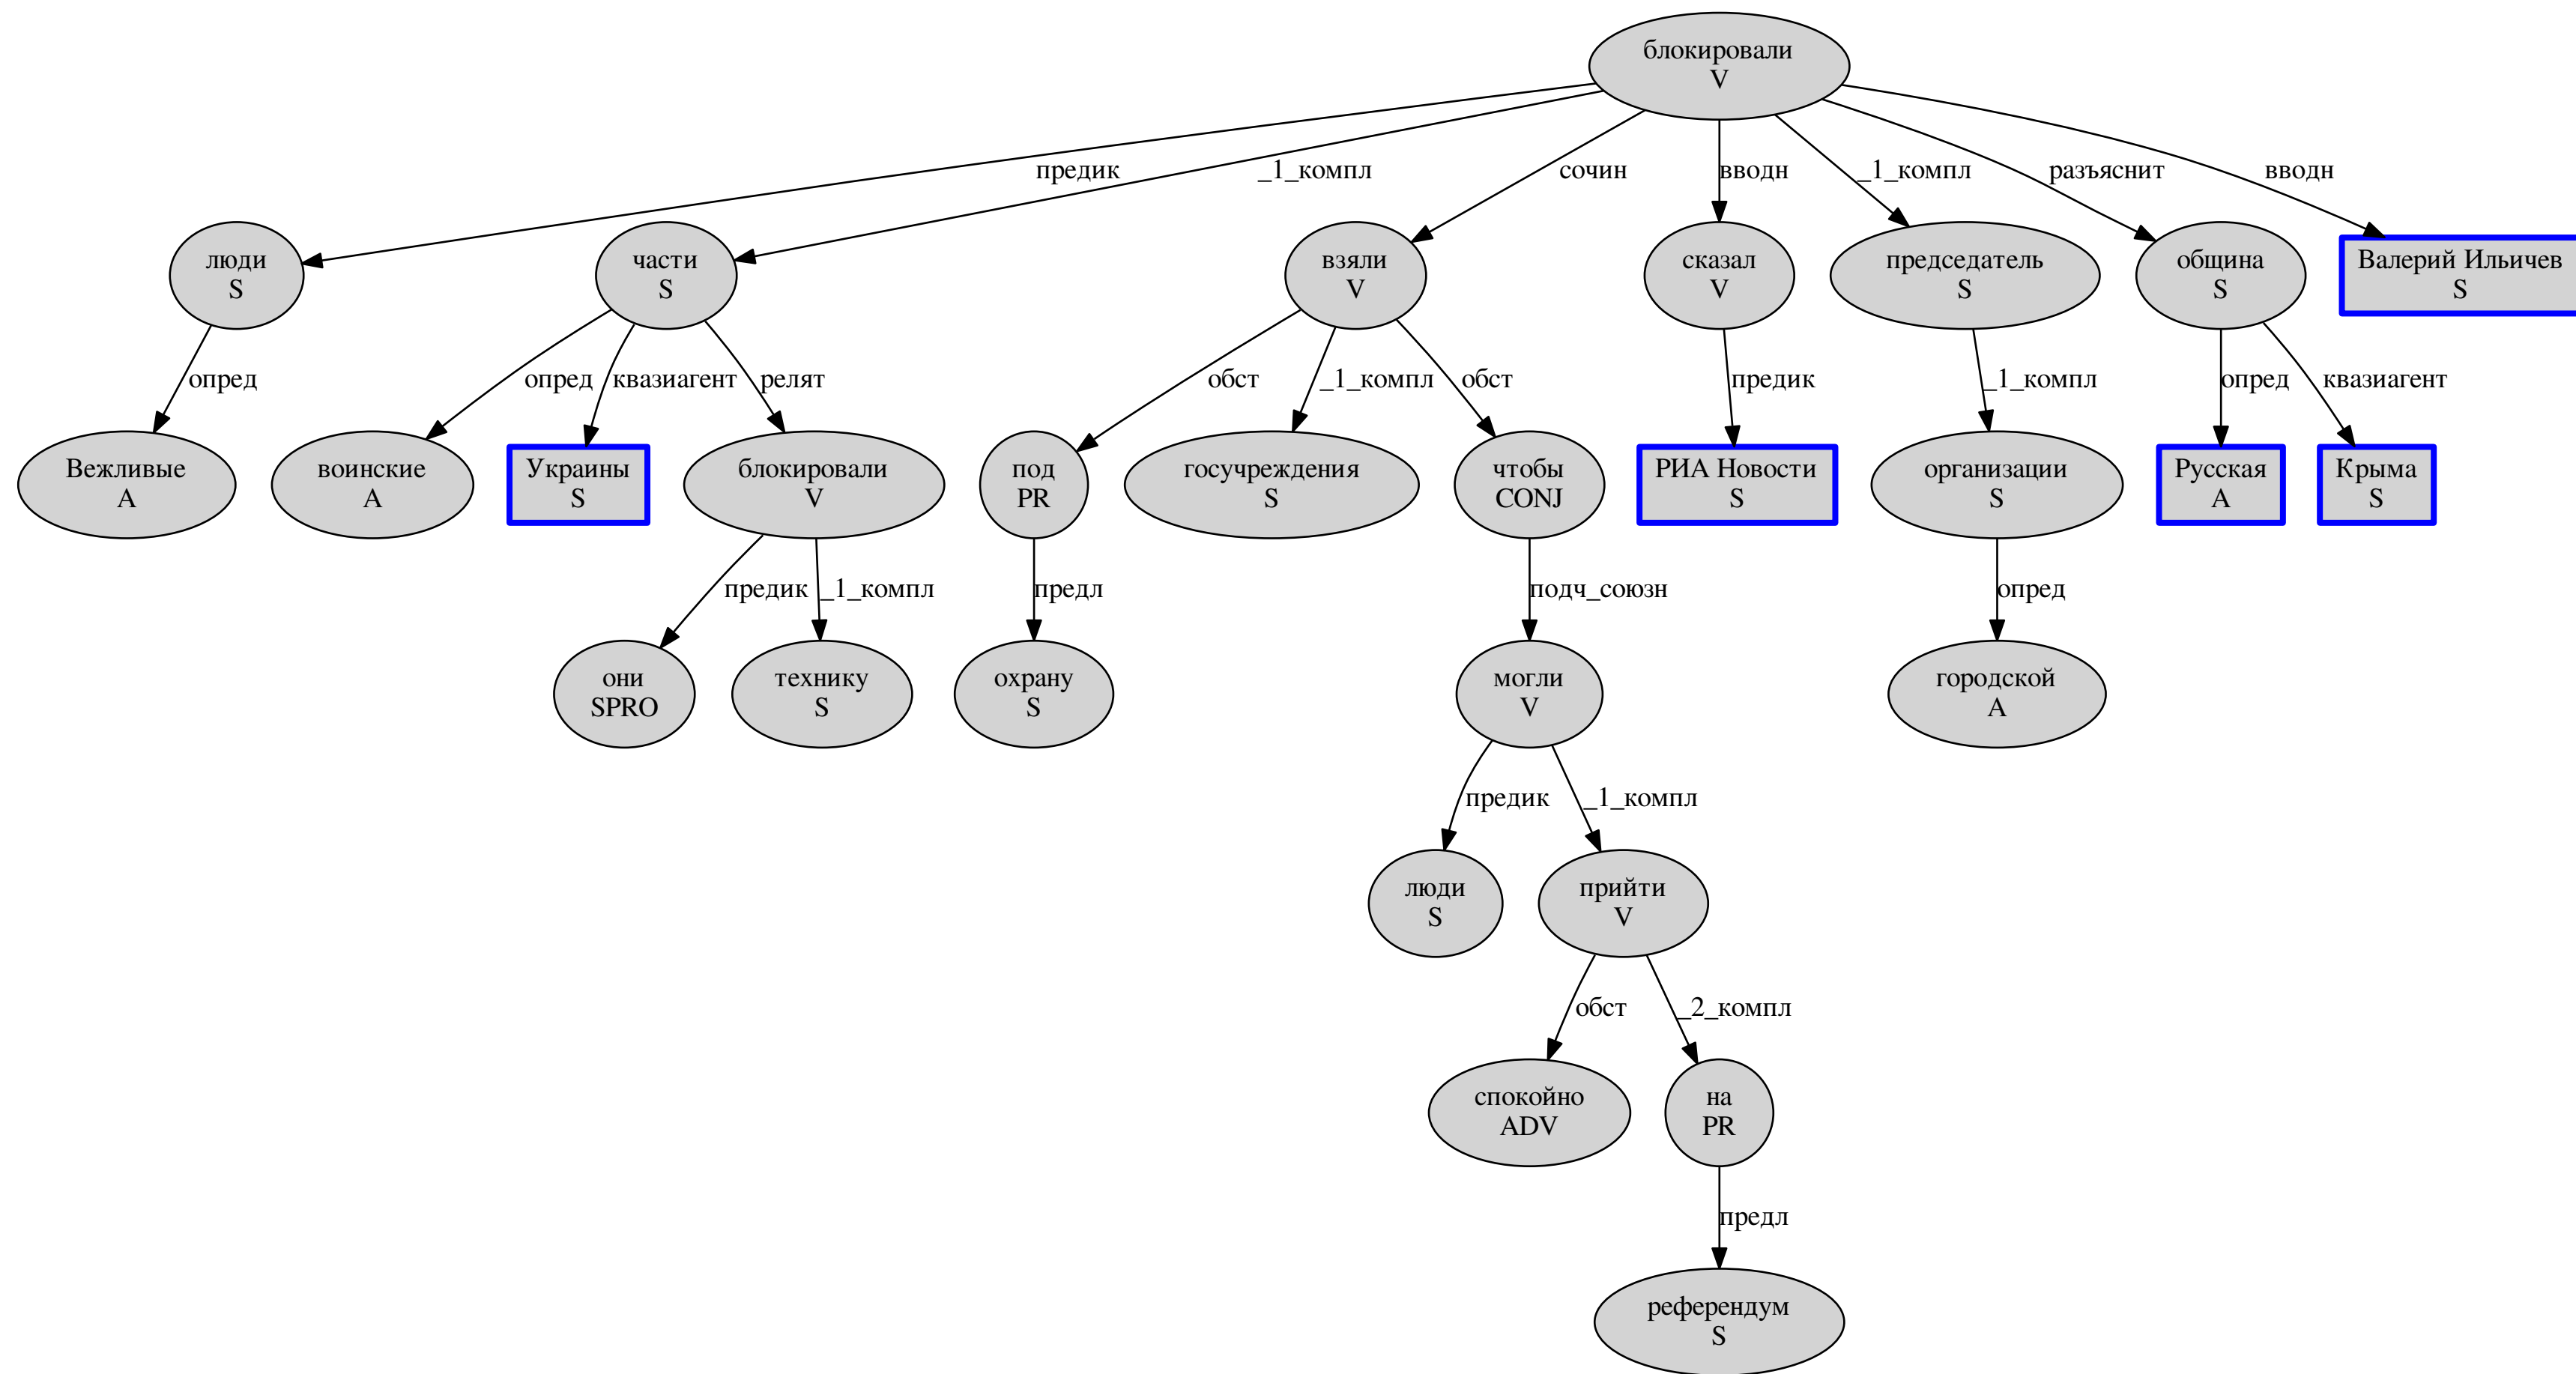 блокировали
V
предик
_1_компл
сочин
вводн
_1_компл
разъяснит
вводн
люди
S
части
S
взяли
V
сказал
V
председатель
S
община
S
Валерий Ильичев
S
опред
опред
квазиагент
релят
обст
_1_компл
обст
предик
_1_компл
опред
квазиагент
Вежливые
A
воинские
A
Украины
S
блокировали
V
под
PR
госучреждения
S
чтобы
CONJ
РИА Новости
S
организации
S
Русская
A
Крыма
S
предик
_1_компл
предл
подч_союзн
опред
они
SPRO
технику
S
охрану
S
могли
V
городской
A
предик
_1_компл
люди
S
прийти
V
обст
_2_компл
спокойно
ADV
на
PR
предл
референдум
S